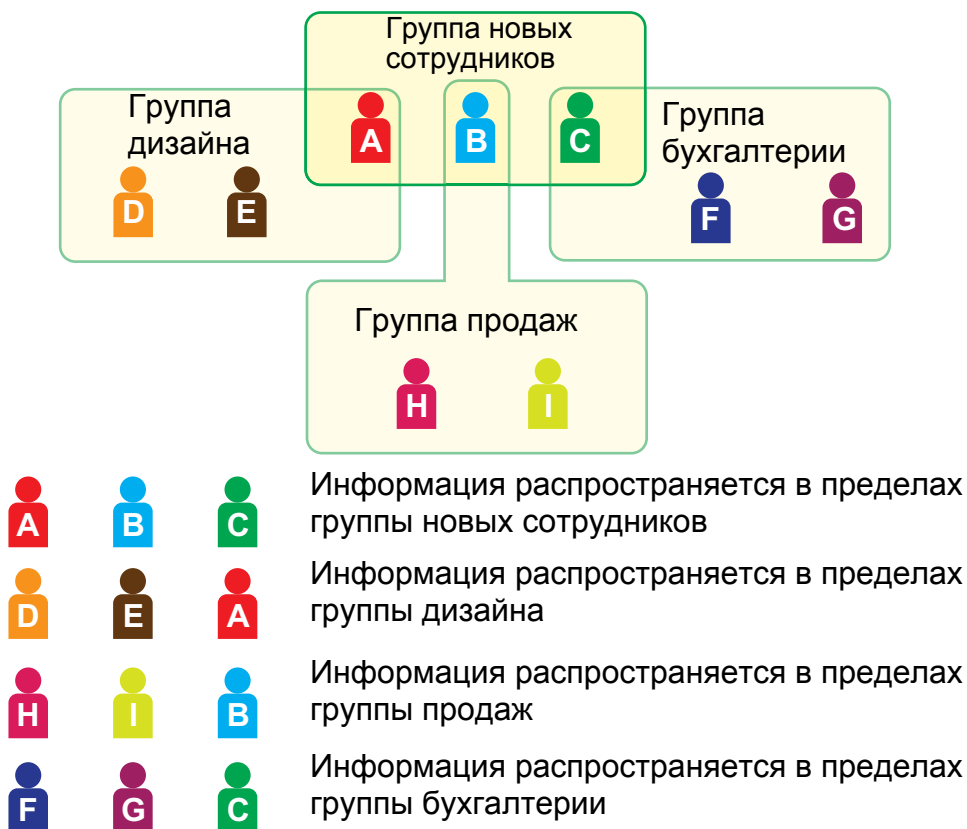 Группа новых
сотрудников
Группа
дизайна
A
B
C
Группа
бухгалтерии
D
E
F
G
Группа продаж
H
I
A B C
Информация распространяется в пределах
группы новых сотрудников
D E A
Информация распространяется в пределах
группы дизайна
H I B
Информация распространяется в пределах
группы продаж
F G C
Информация распространяется в пределах
группы бухгалтерии